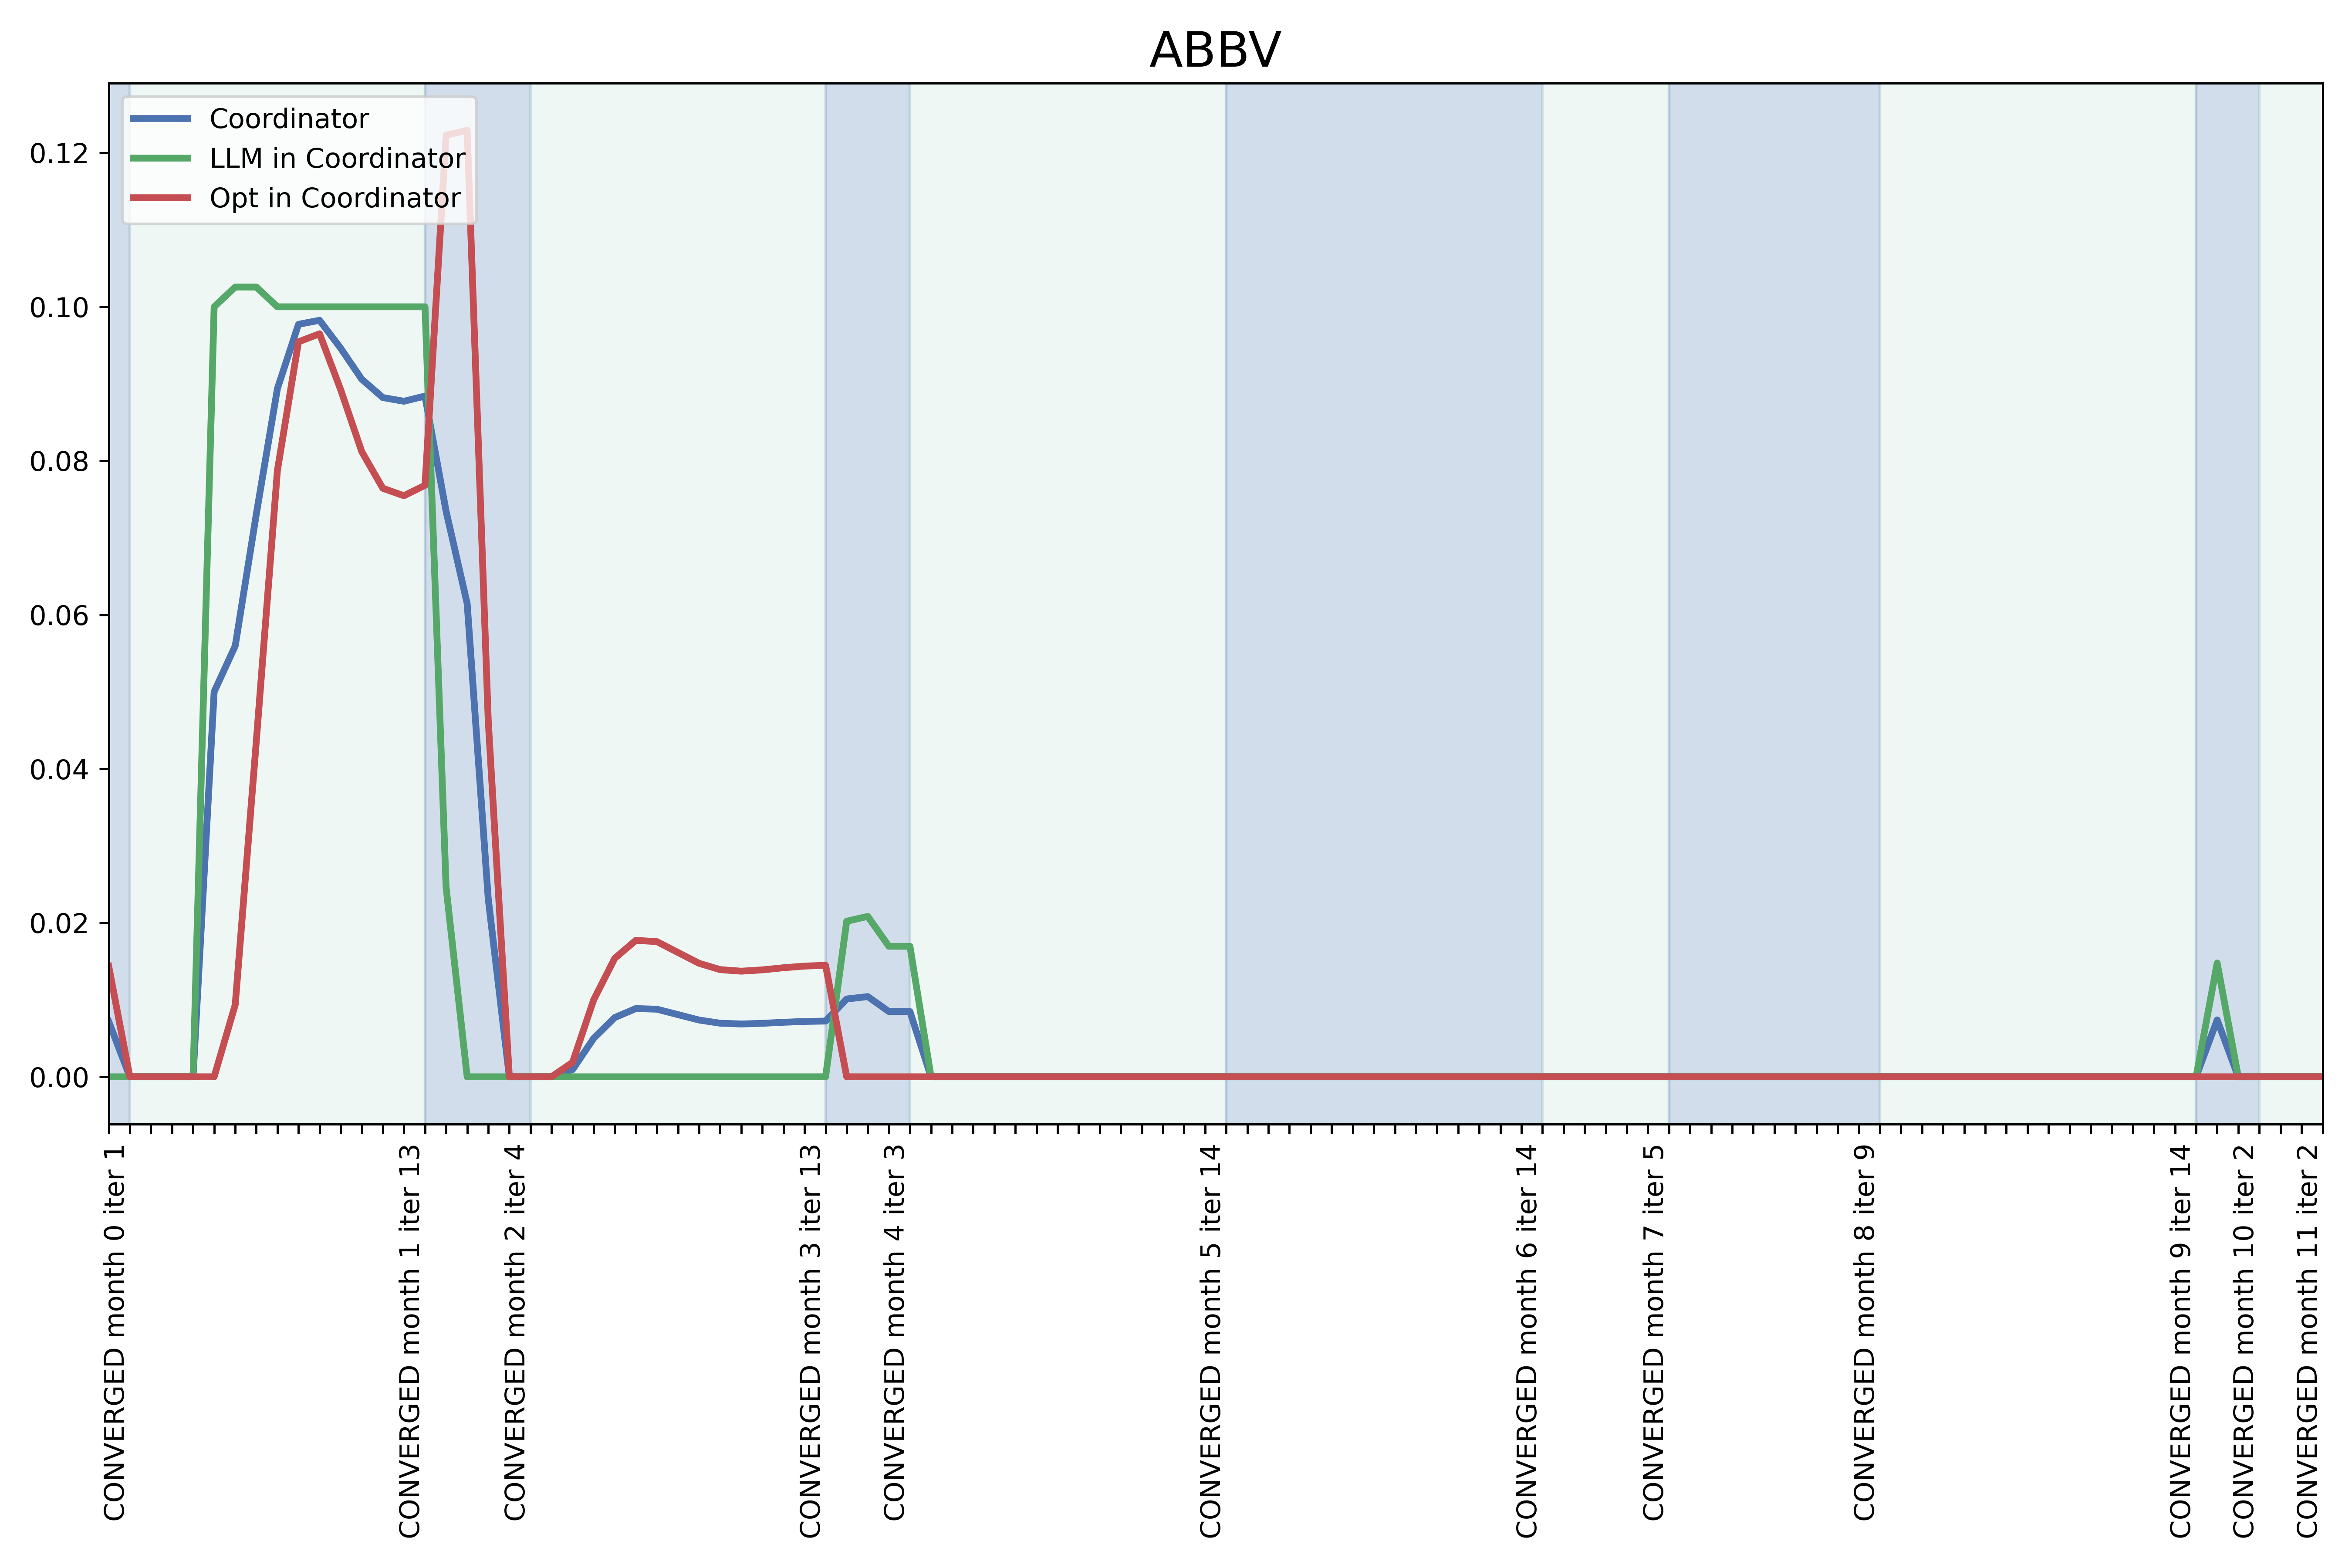 ABBV
Coordinator
LLM in Coordinator
Opt in Coordinator
0.12
0.10
0.08
0.06
0.04
0.02
0.00
CONVERGED month 0 iter 1
CONVERGED month 1 iter 13
CONVERGED month 2 iter 4
CONVERGED month 3 iter 13
CONVERGED month 4 iter 3
CONVERGED month 5 iter 14
CONVERGED month 6 iter 14
CONVERGED month 7 iter 5
CONVERGED month 8 iter 9
CONVERGED month 9 iter 14
CONVERGED month 10 iter 2
CONVERGED month 11 iter 2